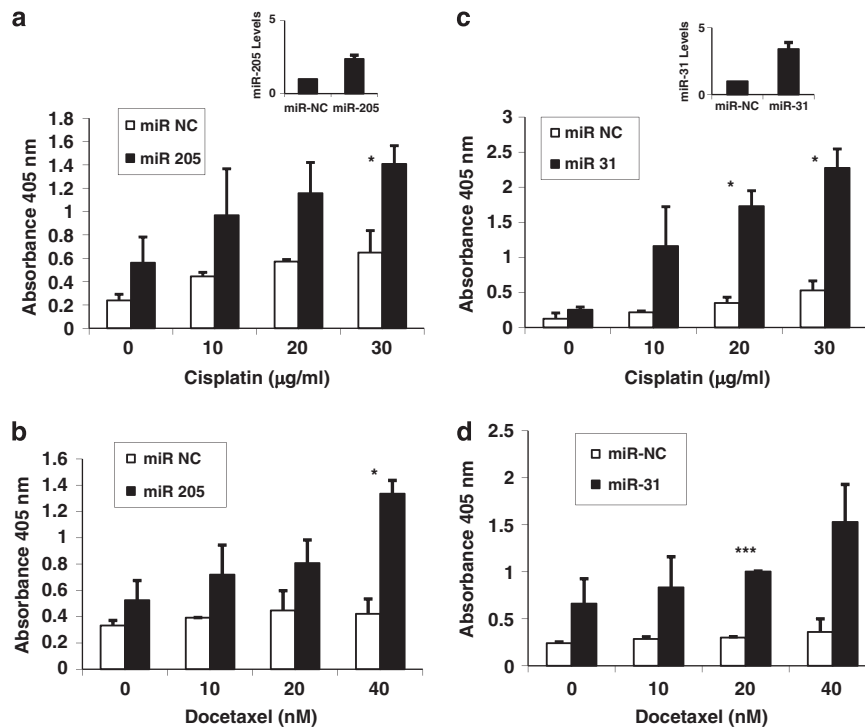 a
miR-205 Levels
5
0
miR-NC miR-205
miR NC
miR 205
Absorbance 405 nm
1.8
1.6
1.4
1.2
1
0.8
0.6
0.4
0.2
0
*
0 10 20 30
Cisplatin (μg/ml)
c
miR-31 Levels
5
0
miR-NC miR-31
miR NC
miR 31
Absorbance 405 nm
3
2.5
2
1.5
1
0.5
0
*
*
0 10 20 30
Cisplatin (μg/ml)
b
miR NC
miR 205
Absorbance 405 nm
1.6
1.4
1.2
1
0.8
0.6
0.4
0.2
0
*
0 10 20 40
Docetaxel (nM)
d
miR-NC
miR-31
Absorbance 405 nm
2.5
2
1.5
1
0.5
0
***
0 10 20 40
Docetaxel (nM)